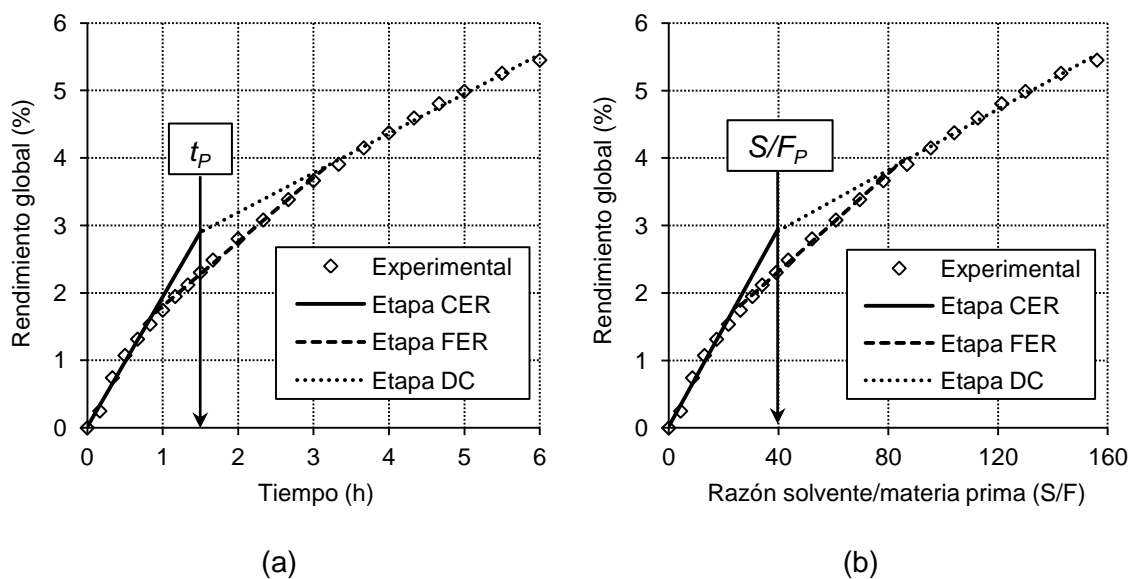 Rendimiento global (%)
6
5
4
3
2
1
0
t_P
Experimental
Etapa CER
Etapa FER
Etapa DC
0 1 2 3 4 5 6
Tiempo (h)
(a)
Rendimiento global (%)
6
5
4
3
2
1
0
S/F_P
Experimental
Etapa CER
Etapa FER
Etapa DC
0 40 80 120 160
Razón solvente/materia prima (S/F)
(b)